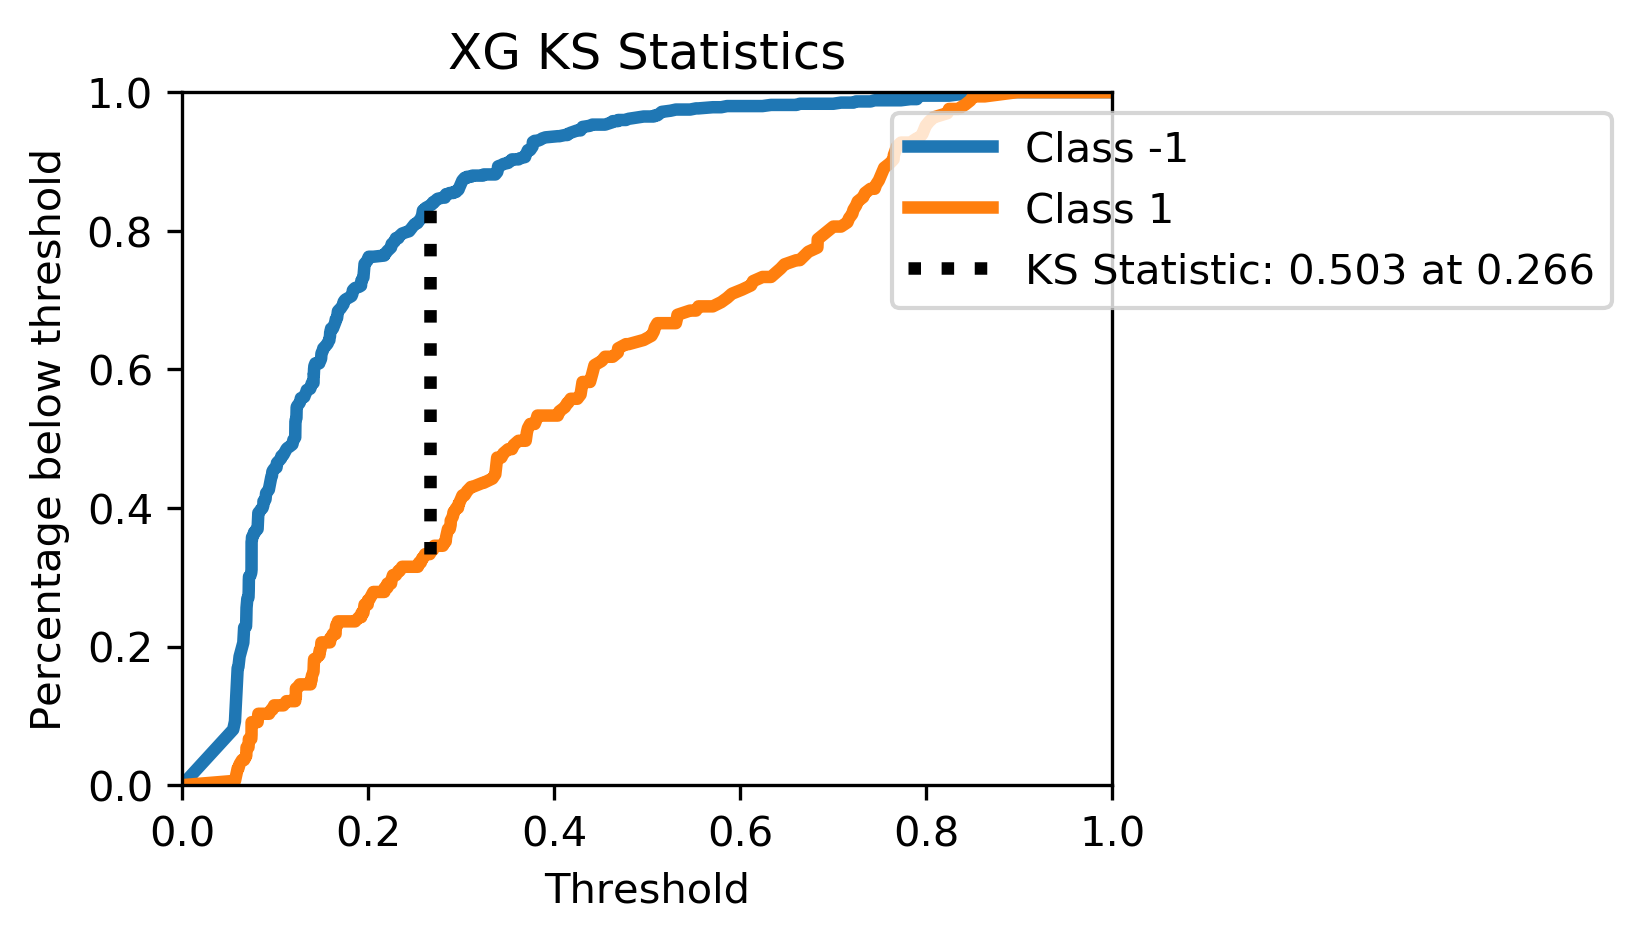 XG KS Statistics
1.0
0.8
0.6
0.4
0.2
0.0
Percentage below threshold
0.0 0.2 0.4 0.6 0.8 1.0
Threshold
Class -1
Class 1
KS Statistic: 0.503 at 0.266